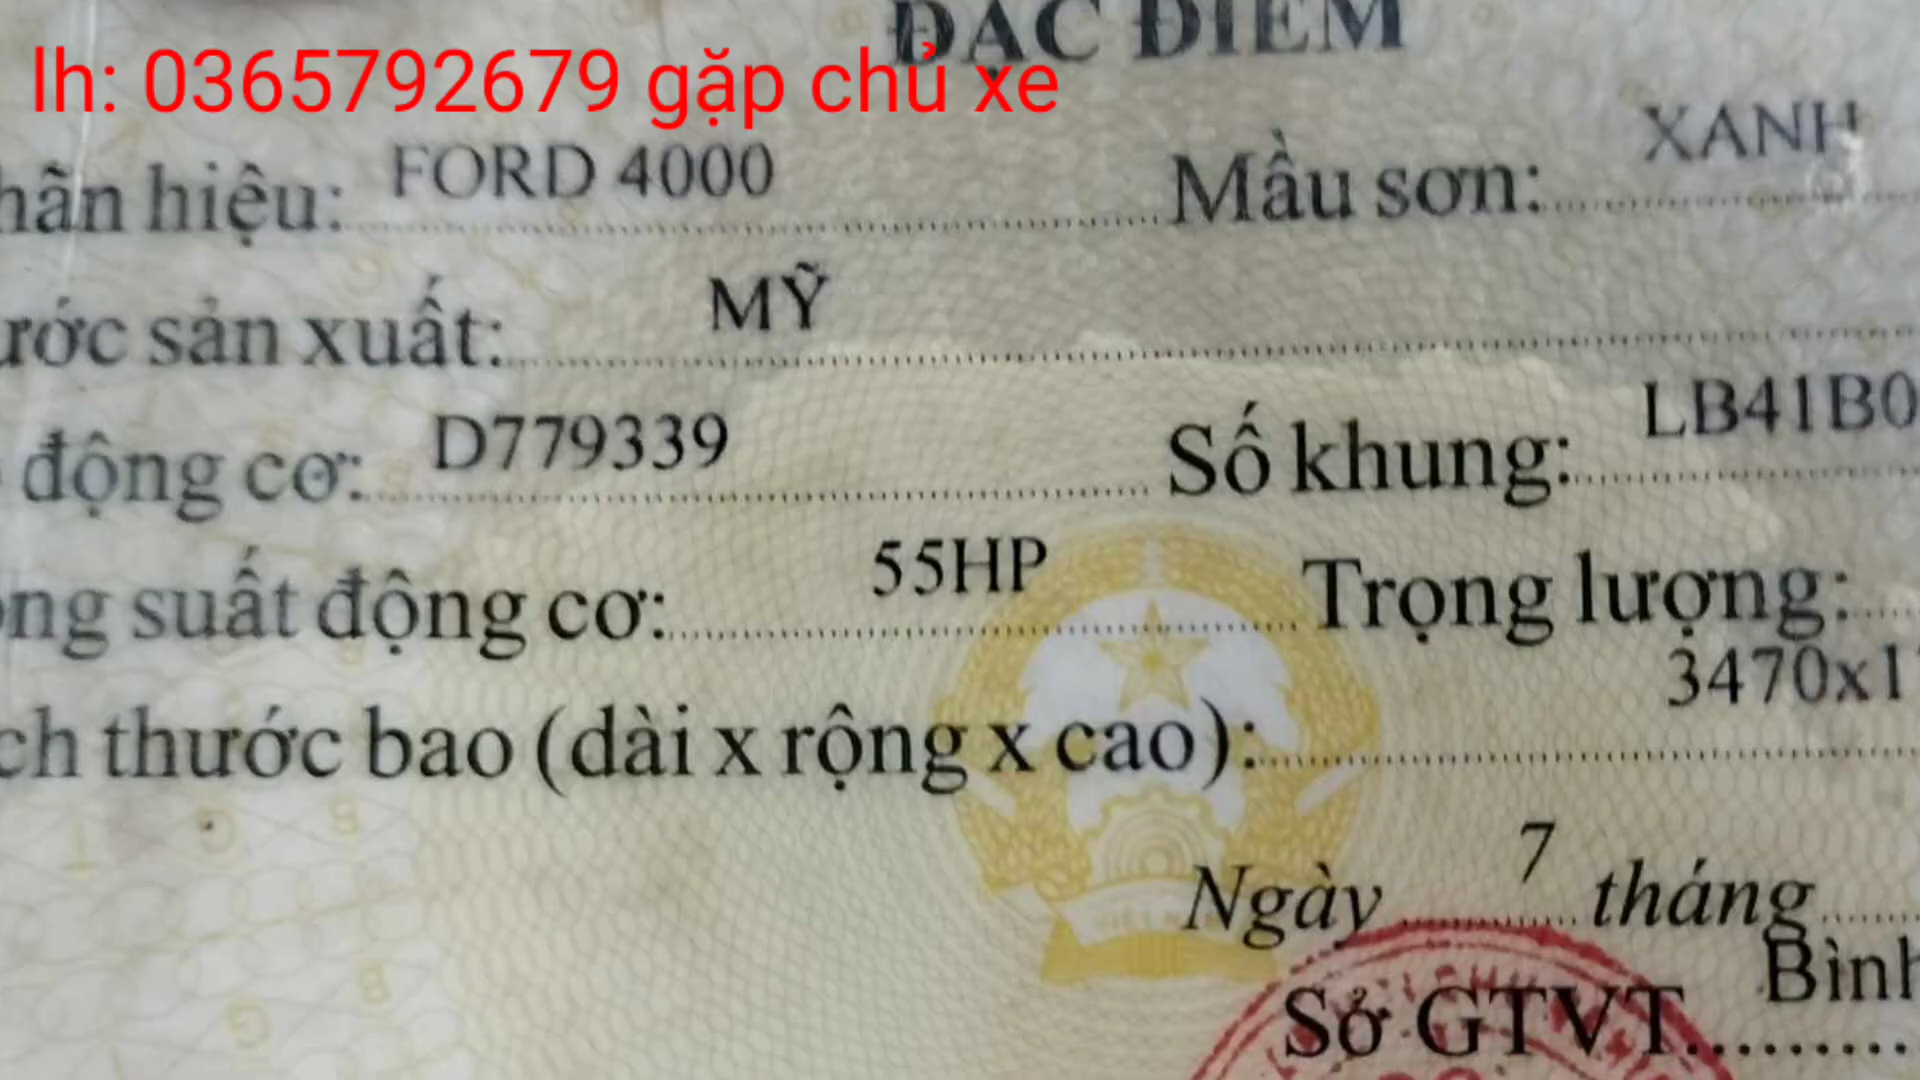 ĐẶC ĐIỂM
lh: 0365792679 gặp chủ xe
hãn hiệu: FORD 4000 Mầu sơn: XANH
ước sản xuất: MỸ
động cơ: D779339 Số khung: LB41B0
ng suất động cơ: 55HP Trọng lượng:
ch thước bao (dài x rộng x cao): 3470x1
Ngày 7 tháng
Sở GTVT Bình